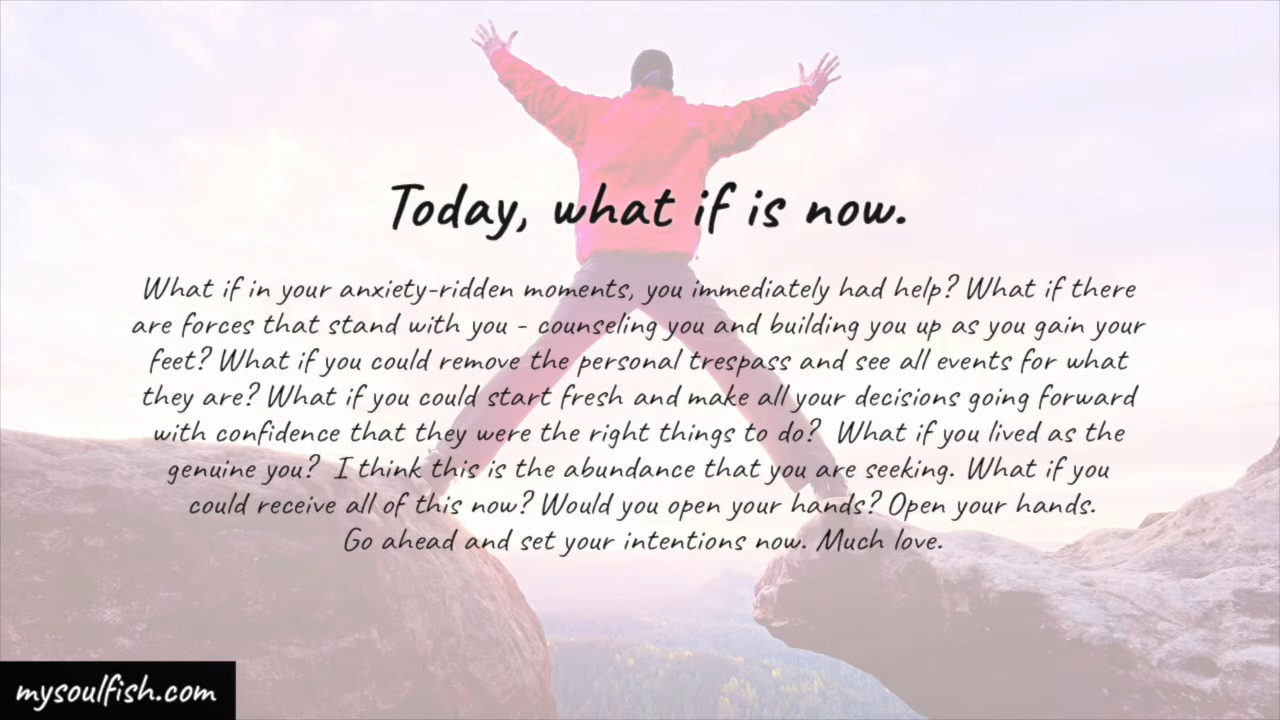 Today, what if is now.
What if in your anxiety-ridden moments, you immediately had help? What if there
are forces that stand with you - counseling you and building you up as you gain your
feet? What if you could remove the personal trespass and see all events for what
they are? What if you could start fresh and make all your decisions going forward
with confidence that they were the right things to do?  What if you lived as the
genuine you?  I think this is the abundance that you are seeking. What if you
could receive all of this now? Would you open your hands? Open your hands.
Go ahead and set your intentions now. Much love.
mysoulfish.com